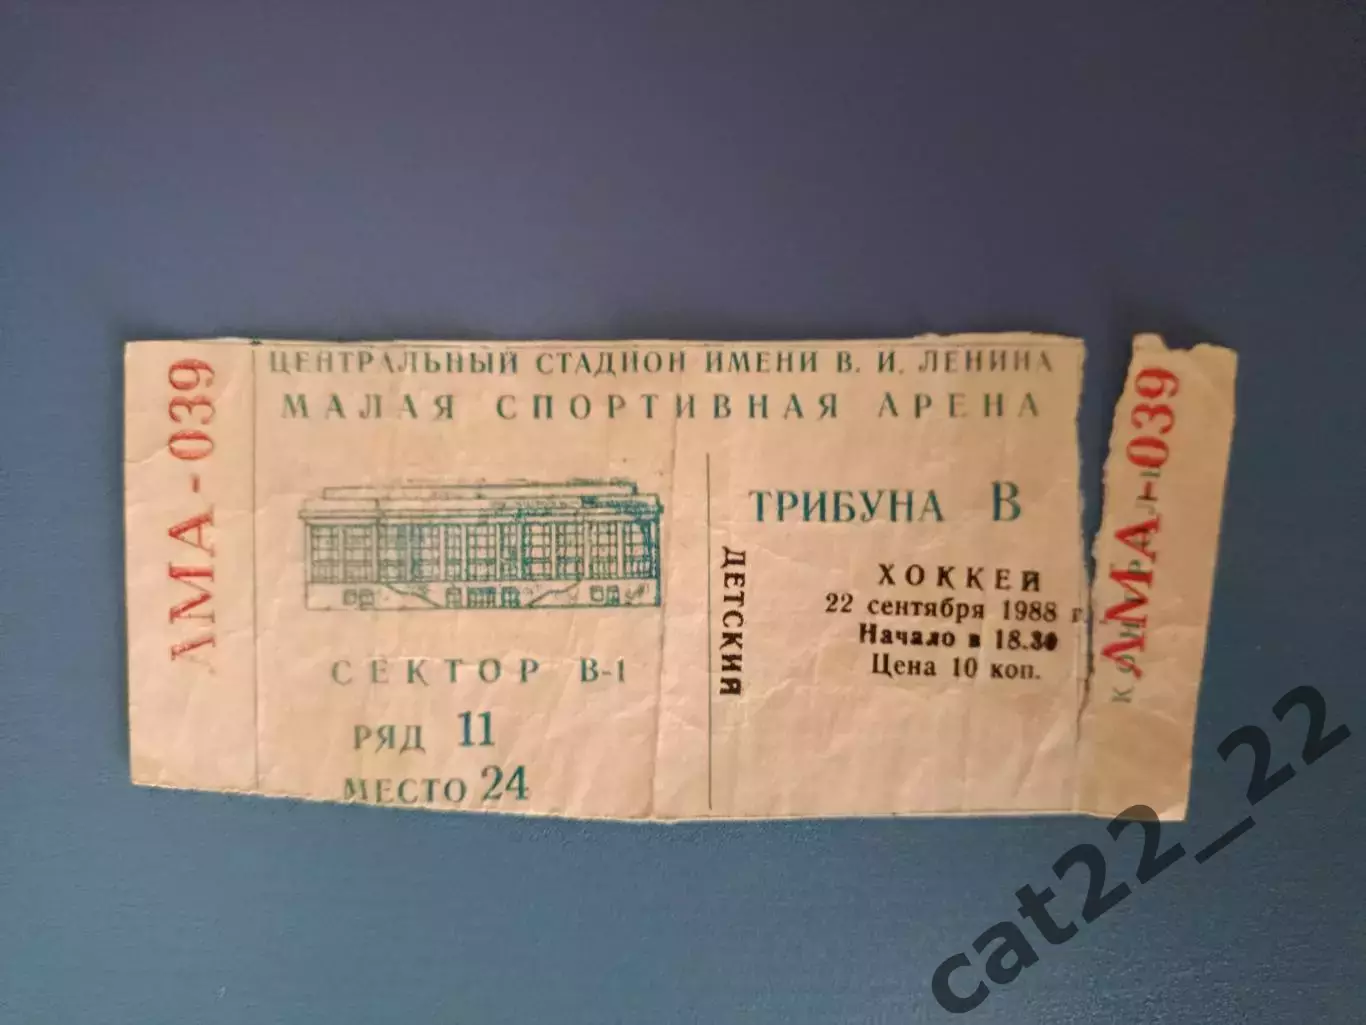 АМА-039
ЦЕНТРАЛЬНЫЙ СТАДИОН ИМЕНИ В. И. ЛЕНИНА
МАЛАЯ СПОРТИВНАЯ АРЕНА
СЕКТОР В-1
РЯД 11
МЕСТО 24
ДЕТСКИЙ
ТРИБУНА В
ХОККЕЙ
22 сентября 1988 г.
Начало в 18.30
Цена 10 коп.
АМА-039
cat22_22